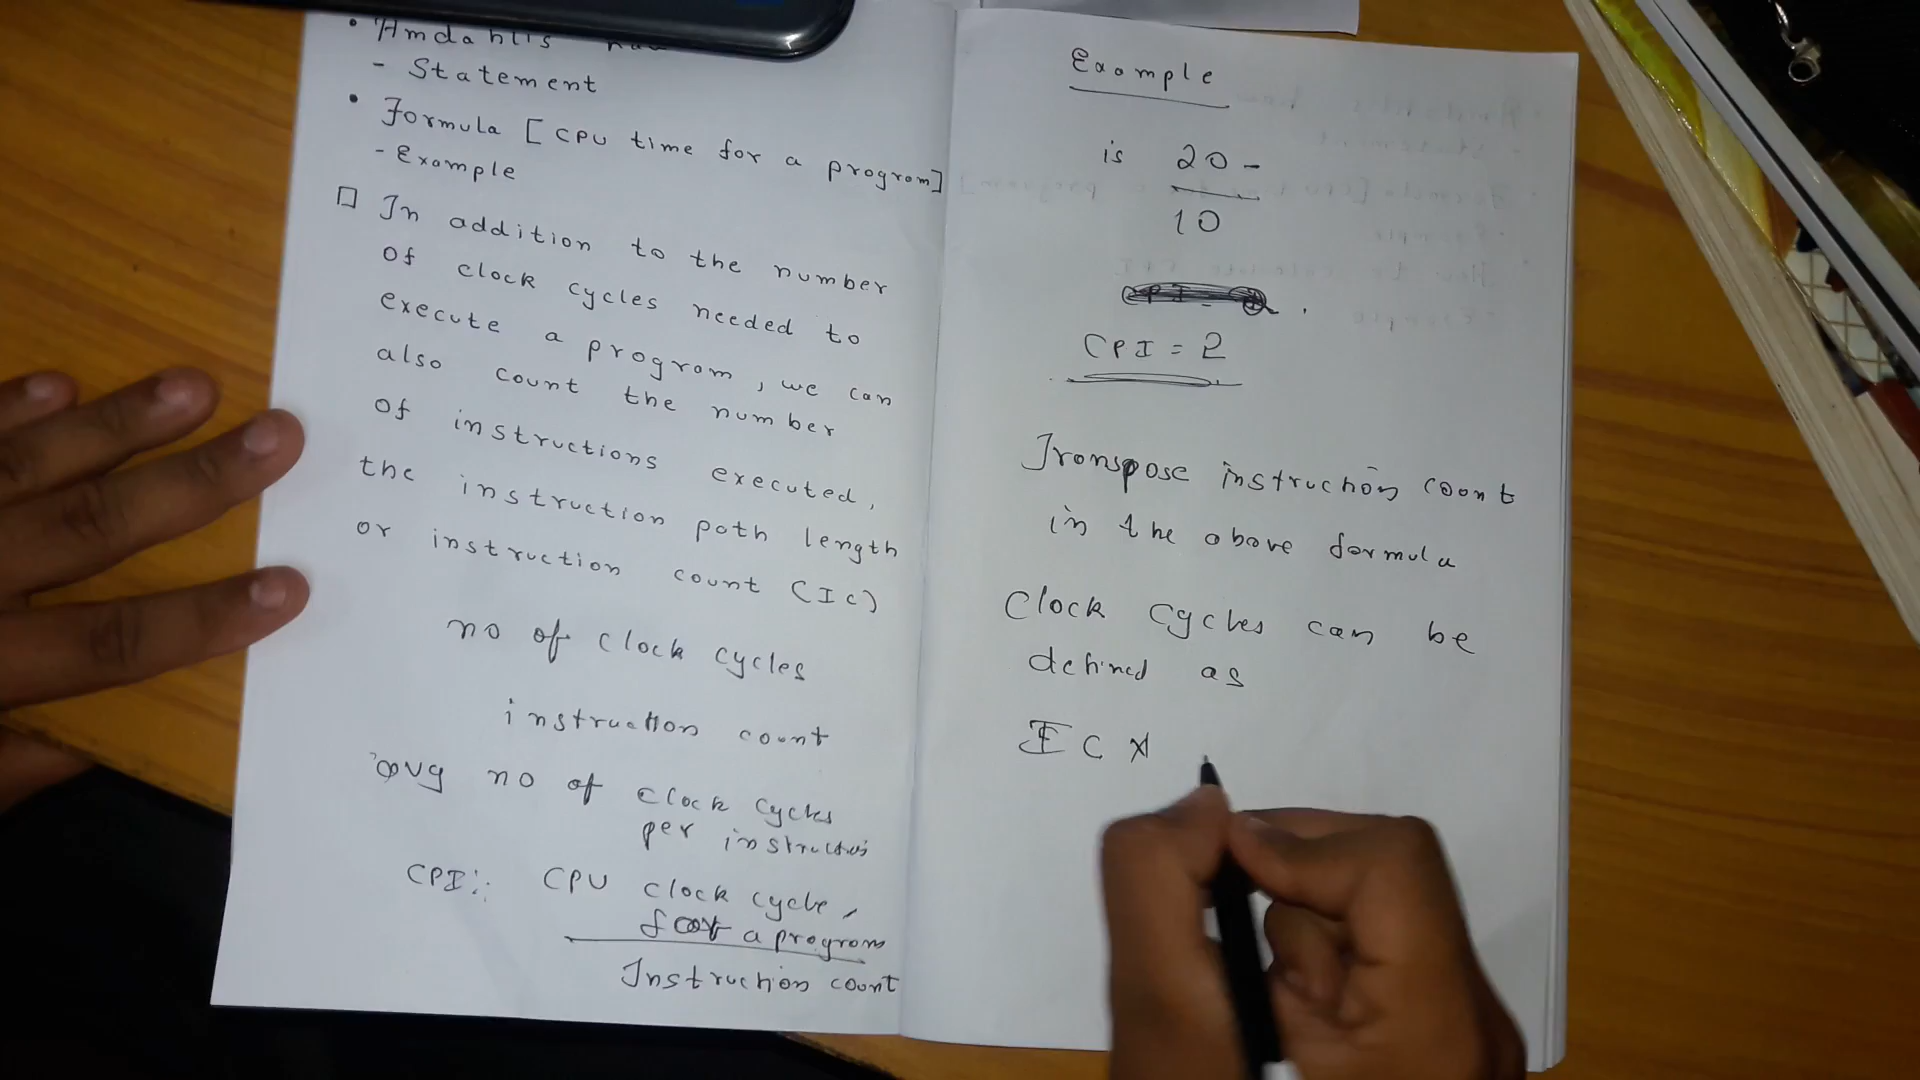 • Amdahl's
- Statement
• Formula [CPU time for a program]
- Example
□ In addition to the number
of clock cycles needed to
execute a program, we can
also count the number
of instructions executed,
the instruction path length
or instruction count (Ic)
no of clock cycles
instruction count
avg no of clock cycles
per
CPI: CPU clock cycle,
for a program
Instruction count
Example
is 20
10
CPI = 2
Transpose instruction count
in the above formula
Clock cycles can be
defined as
IC X